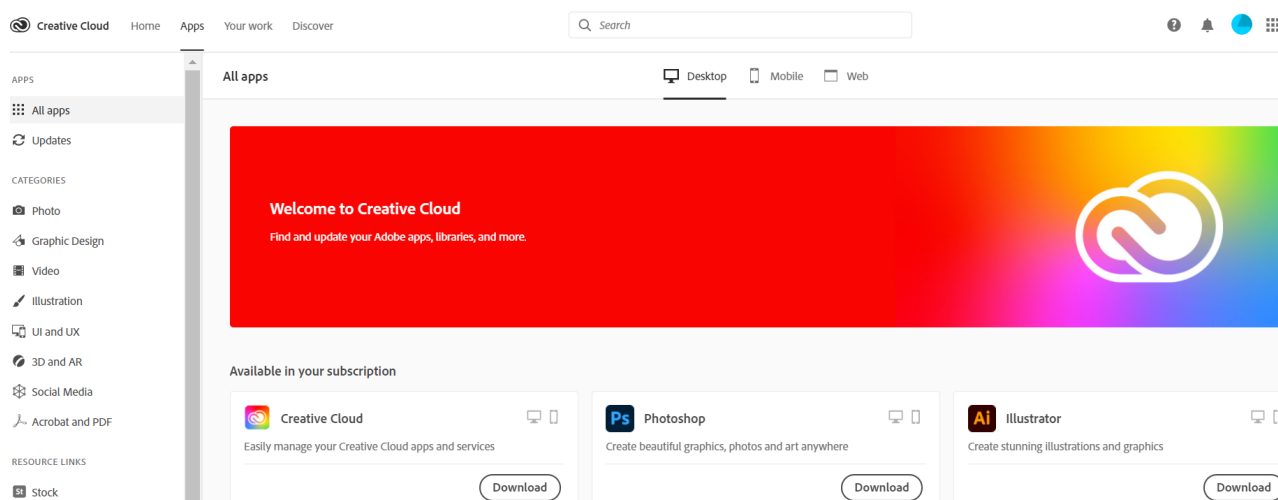 Creative Cloud Home Apps Your work Discover Search
APPS
All apps
Updates
CATEGORIES
Photo
Graphic Design
Video
Illustration
UI and UX
3D and AR
Social Media
Acrobat and PDF
RESOURCE LINKS
St Stock
All apps Desktop Mobile Web
Welcome to Creative Cloud
Find and update your Adobe apps, libraries, and more.
Available in your subscription
Creative Cloud
Easily manage your Creative Cloud apps and services
Download
Ps Photoshop
Create beautiful graphics, photos and art anywhere
Download
Ai Illustrator
Create stunning illustrations and graphics
Download